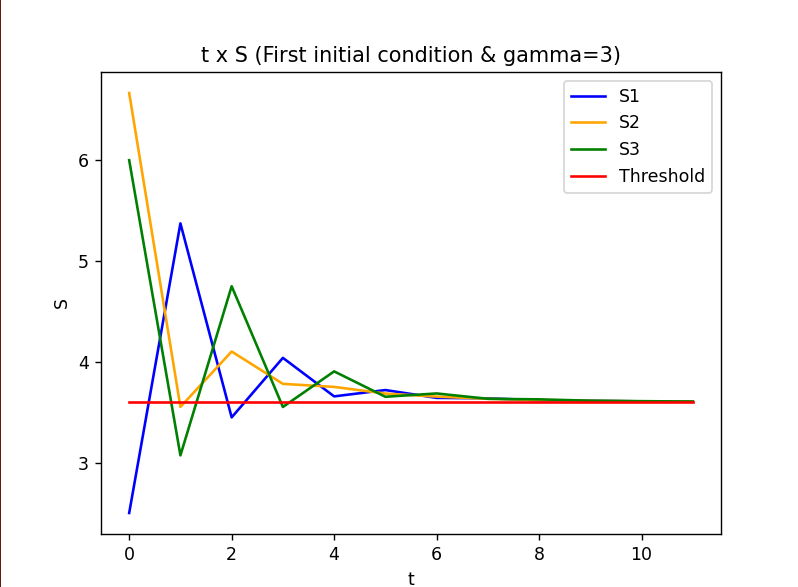 t x S (First initial condition & gamma=3)
S1
S2
S3
Threshold
6
5
4
3
S
0 2 4 6 8 10
t